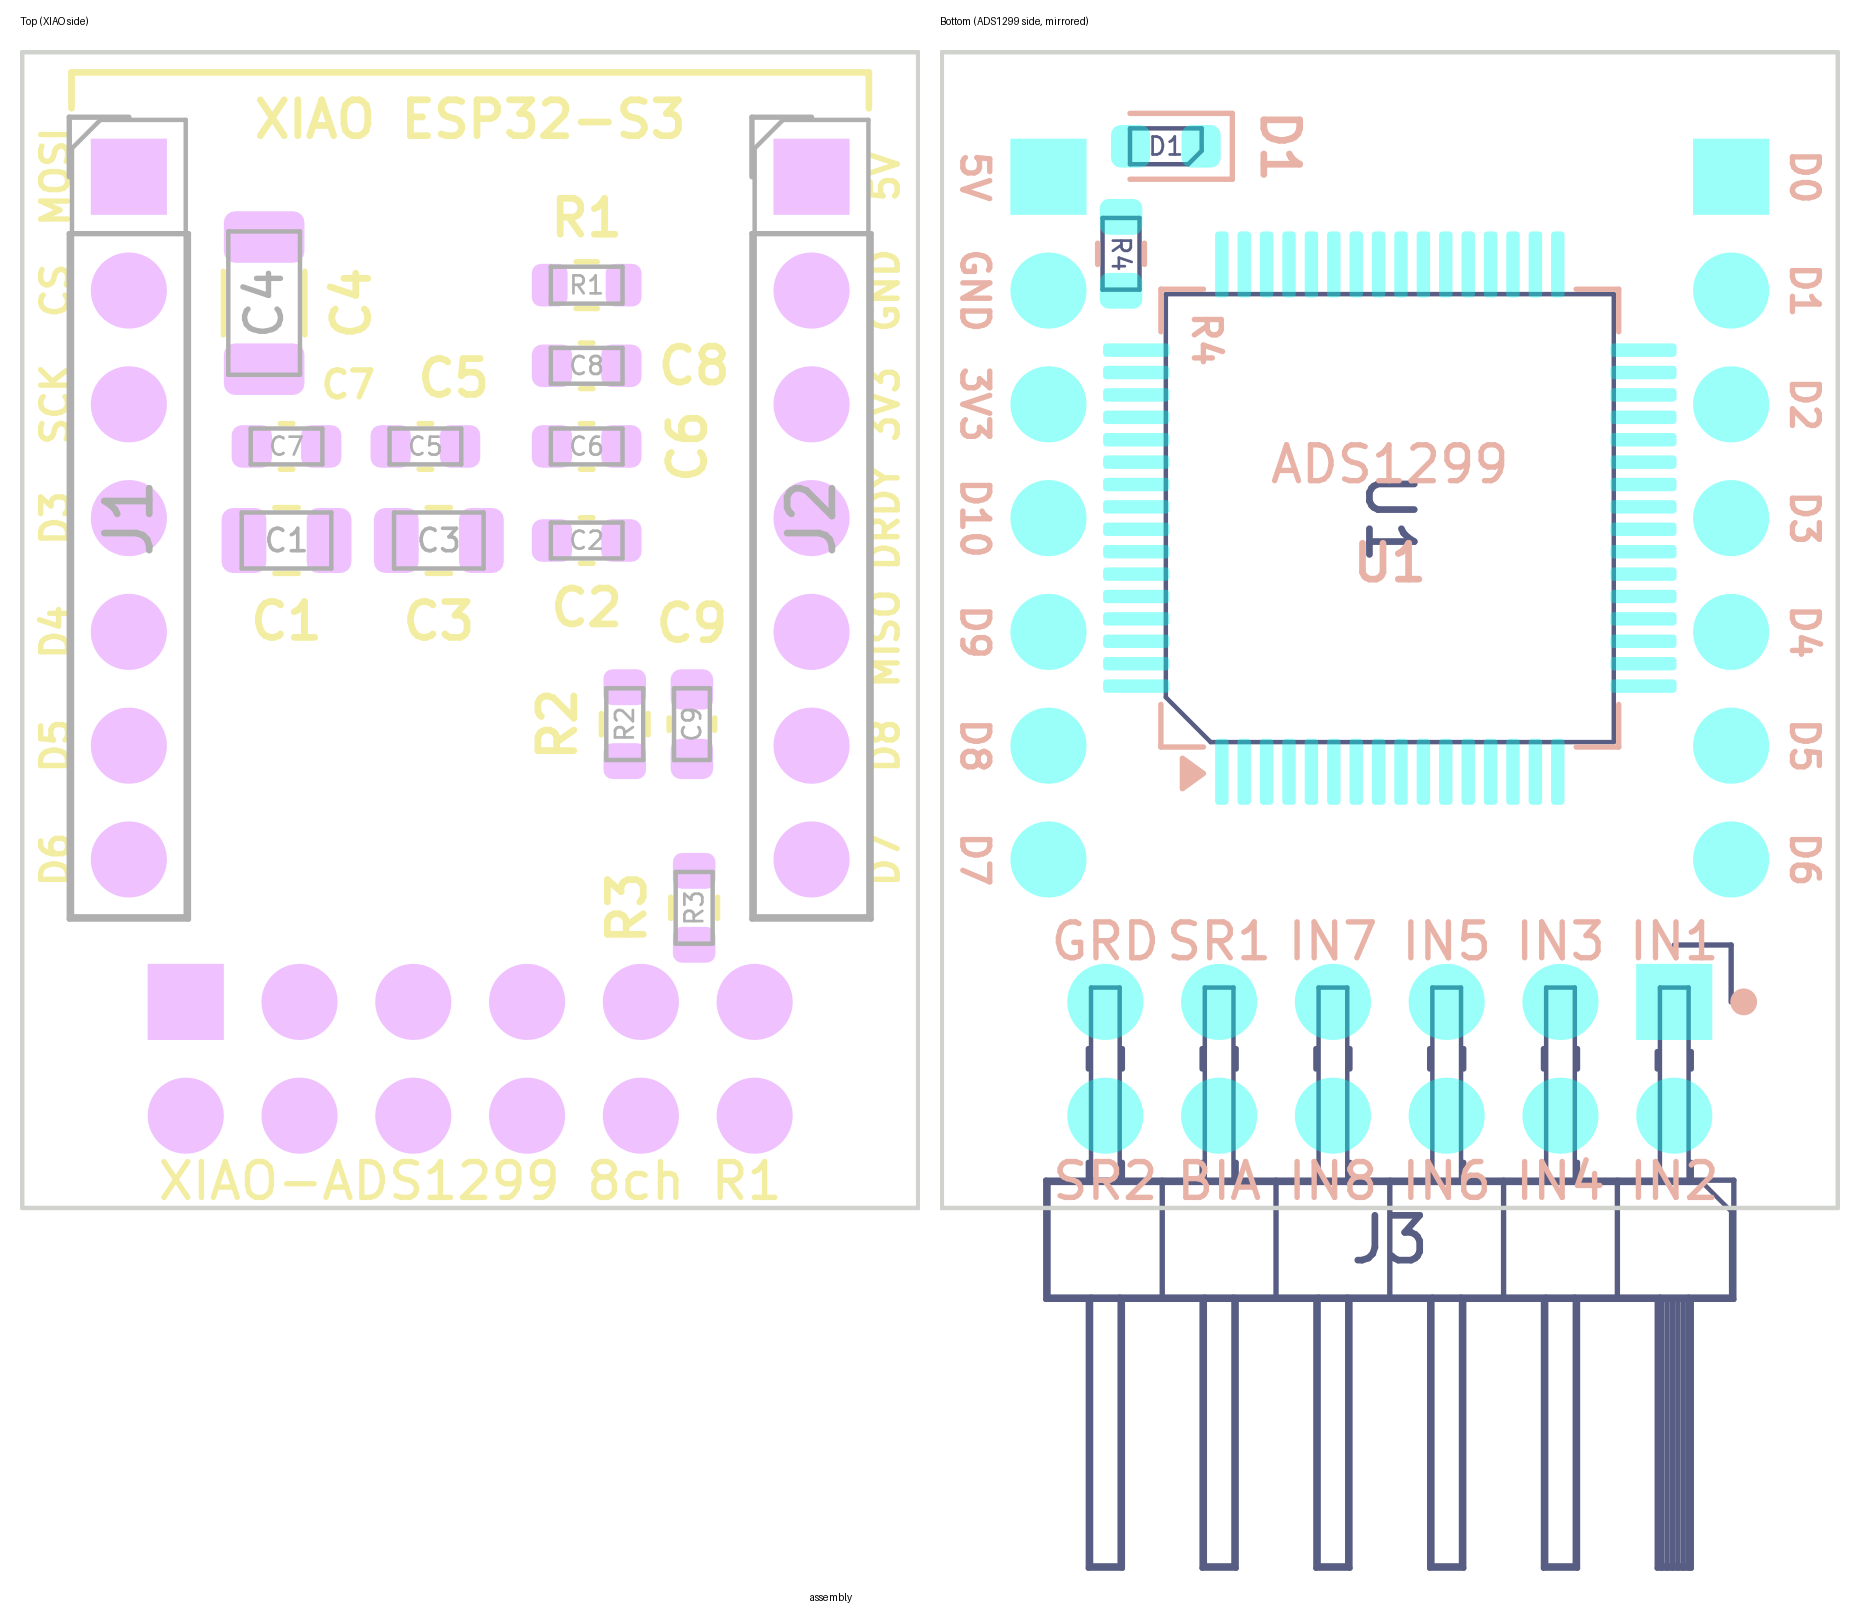 Top (XIAO side)
Bottom (ADS1299 side, mirrored)
XIAO ESP32-S3
MOSI
CS
SCK
D3
D4
D5
D6
5V
GND
3V3
DRDY
MISO
D8
D7
J1
J2
C4
C4
R1
R1
C8
C8
C7
C5
C7
C5
C6
C6
C1
C3
C2
C1
C3
C2
C9
R2
R2
C9
R3
R3
XIAO-ADS1299 8ch R1
D1
D1
R4
R4
5V
GND
3V3
D10
D9
D8
D7
D0
D1
D2
D3
D4
D5
D6
ADS1299
U1
U1
GRD SR1 IN7 IN5 IN3 IN1
SR2 BIA IN8 IN6 IN4 IN2
J3
assembly